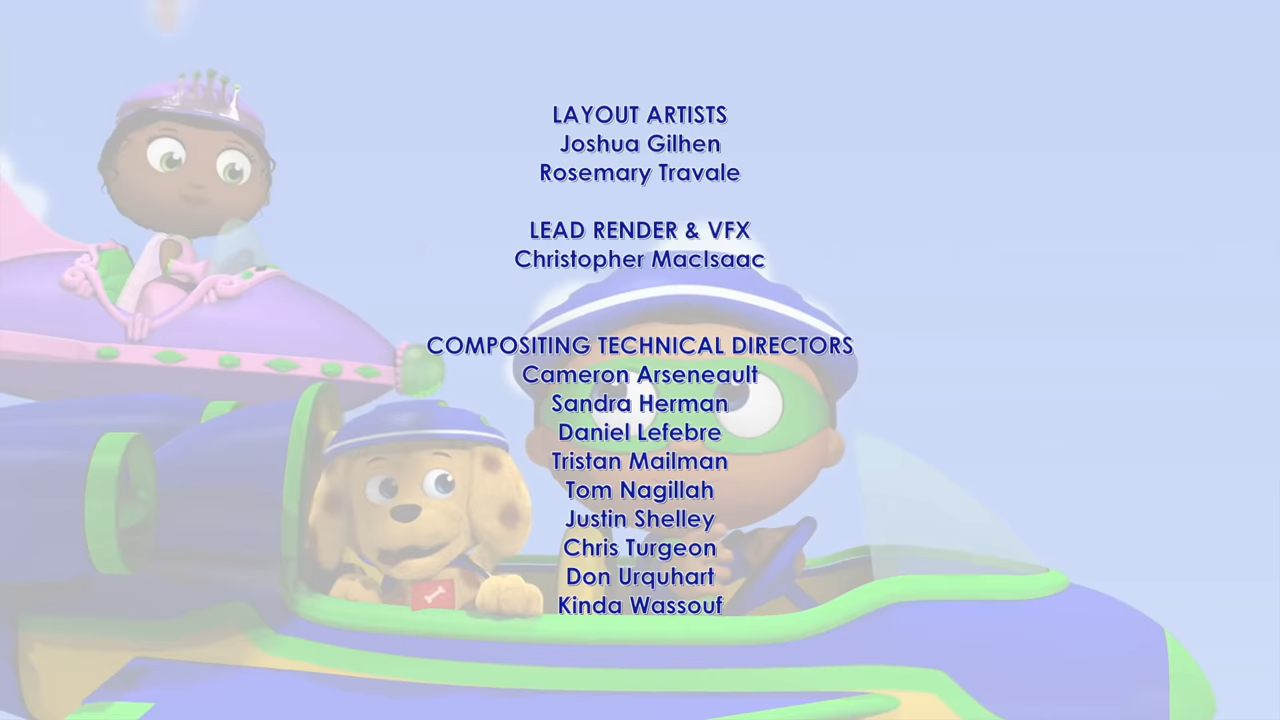 LAYOUT ARTISTS
Joshua Gilhen
Rosemary Travale
LEAD RENDER & VFX
Christopher MacIsaac
COMPOSITING TECHNICAL DIRECTORS
Cameron Arseneault
Sandra Herman
Daniel Lefebre
Tristan Mailman
Tom Nagillah
Justin Shelley
Chris Turgeon
Don Urquhart
Kinda Wassouf